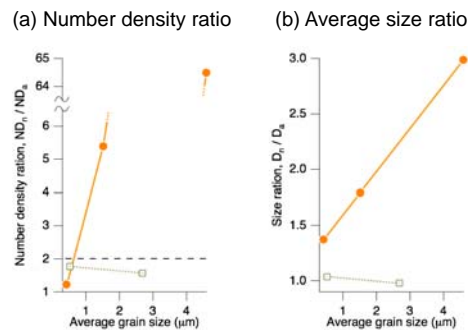 (a) Number density ratio
(b) Average size ratio
65
64
6
5
4
3
2
1
Number density ratio, NDn / NDa
1 2 3 4
Average grain size (μm)
3.0
2.5
2.0
1.5
1.0
Size ration, Dn / Da
1 2 3 4
Average grain size (μm)